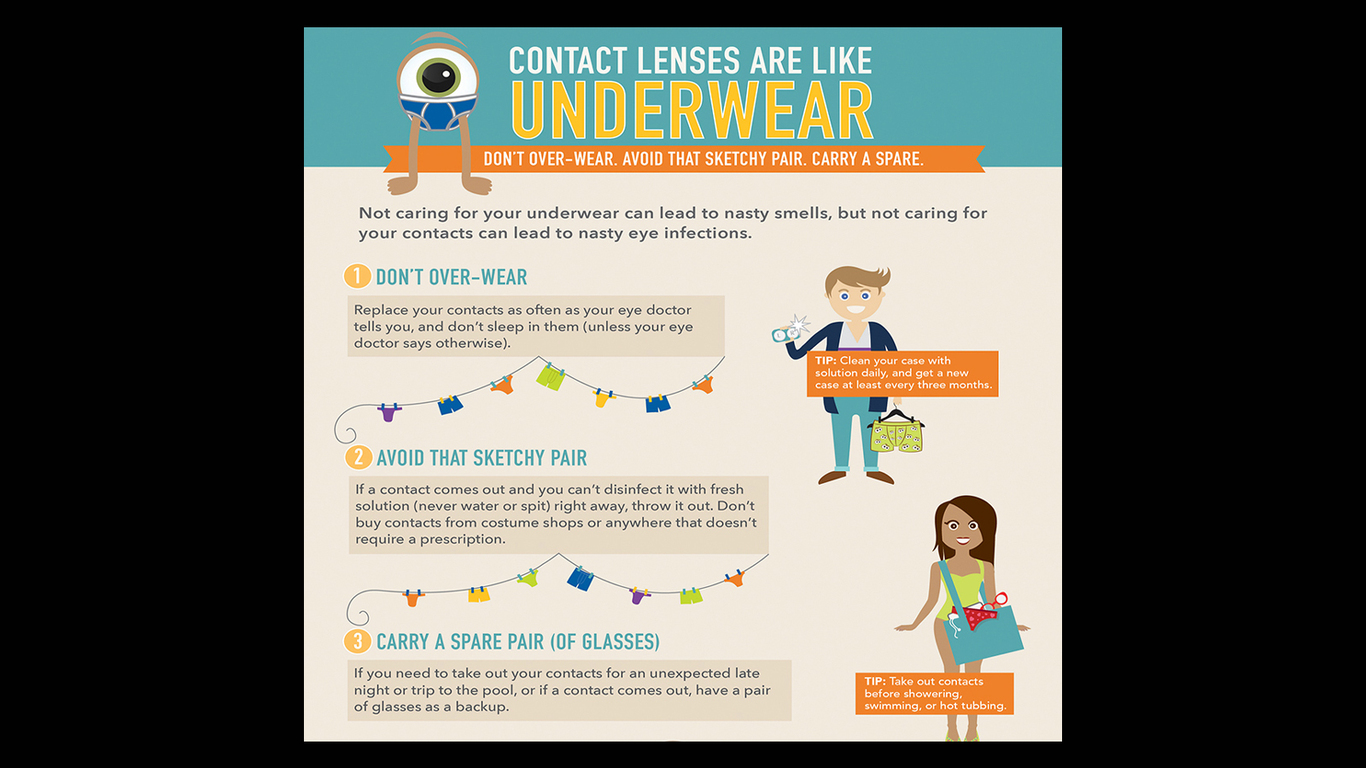 CONTACT LENSES ARE LIKE
UNDERWEAR
DON'T OVER-WEAR. AVOID THAT SKETCHY PAIR. CARRY A SPARE.
Not caring for your underwear can lead to nasty smells, but not caring for
your contacts can lead to nasty eye infections.
1 DON'T OVER-WEAR
Replace your contacts as often as your eye doctor
tells you, and don't sleep in them (unless your eye
doctor says otherwise).
TIP: Clean your case with
solution daily, and get a new
case at least every three months.
2 AVOID THAT SKETCHY PAIR
If a contact comes out and you can't disinfect it with fresh
solution (never water or spit) right away, throw it out. Don't
buy contacts from costume shops or anywhere that doesn't
require a prescription.
3 CARRY A SPARE PAIR (OF GLASSES)
If you need to take out your contacts for an unexpected late
night or trip to the pool, or if a contact comes out, have a pair
of glasses as a backup.
TIP: Take out contacts
before showering,
swimming, or hot tubbing.